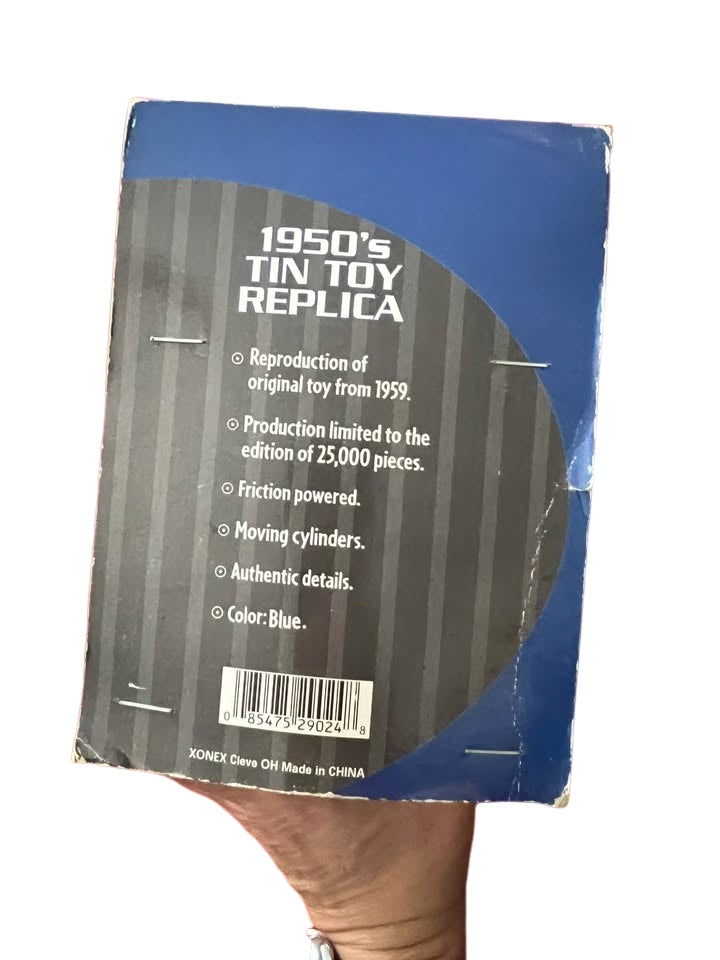 1950's
TIN TOY
REPLICA
Reproduction of
original toy from 1959.
Production limited to the
edition of 25,000 pieces.
Friction powered.
Moving cylinders.
Authentic details.
Color: Blue.
0 85475 29024 8
XONEX Cleve OH Made in CHINA